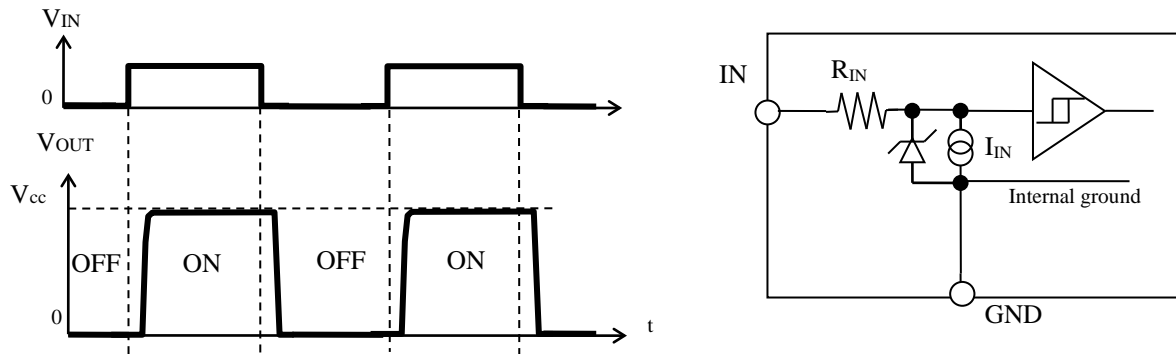 VIN
0
VOUT
Vcc
OFF
ON
OFF
ON
0
t
IN
RIN
IIN
Internal ground
GND